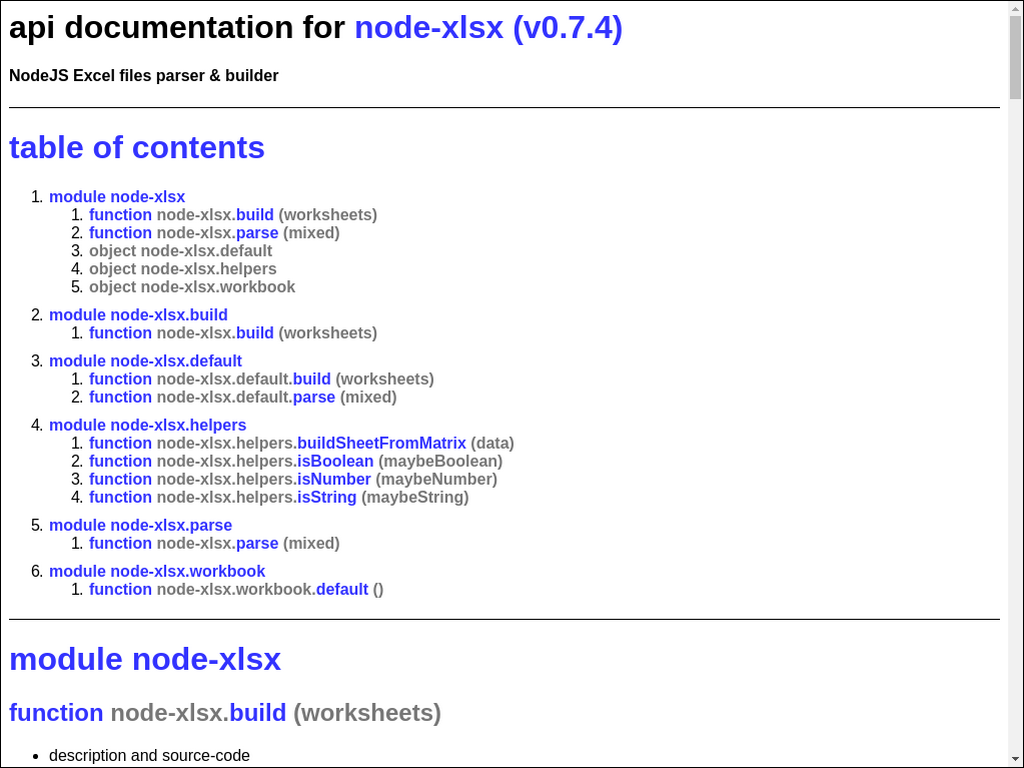 api documentation for node-xlsx (v0.7.4)
NodeJS Excel files parser & builder
table of contents
1. module node-xlsx
1. function node-xlsx.build (worksheets)
2. function node-xlsx.parse (mixed)
3. object node-xlsx.default
4. object node-xlsx.helpers
5. object node-xlsx.workbook
2. module node-xlsx.build
1. function node-xlsx.build (worksheets)
3. module node-xlsx.default
1. function node-xlsx.default.build (worksheets)
2. function node-xlsx.default.parse (mixed)
4. module node-xlsx.helpers
1. function node-xlsx.helpers.buildSheetFromMatrix (data)
2. function node-xlsx.helpers.isBoolean (maybeBoolean)
3. function node-xlsx.helpers.isNumber (maybeNumber)
4. function node-xlsx.helpers.isString (maybeString)
5. module node-xlsx.parse
1. function node-xlsx.parse (mixed)
6. module node-xlsx.workbook
1. function node-xlsx.workbook.default ()
module node-xlsx
function node-xlsx.build (worksheets)
• description and source-code